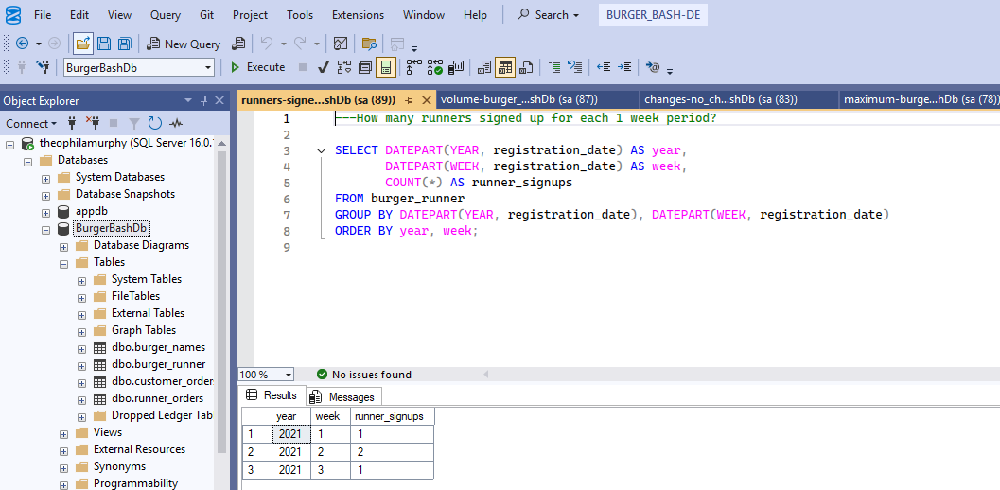 File Edit View Query Git Project Tools Extensions Window Help Search BURGER_BASH-DE
New Query
BurgerBashDb Execute
Object Explorer
Connect
theophilamurphy (SQL Server 16.0.
Databases
System Databases
Database Snapshots
appdb
BurgerBashDb
Database Diagrams
Tables
System Tables
FileTables
External Tables
Graph Tables
dbo.burger_names
dbo.burger_runner
dbo.customer_order
dbo.runner_orders
Dropped Ledger Tab
Views
External Resources
Synonyms
Programmability
runners-signe...shDb (sa (89)) volume-burger_...shDb (sa (87)) changes-no_ch...shDb (sa (83)) maximum-burge...hDb (sa (78))
1 ---How many runners signed up for each 1 week period?
2
3 SELECT DATEPART(YEAR, registration_date) AS year,
4 DATEPART(WEEK, registration_date) AS week,
5 COUNT(*) AS runner_signups
6 FROM burger_runner
7 GROUP BY DATEPART(YEAR, registration_date), DATEPART(WEEK, registration_date)
8 ORDER BY year, week;
9
100 % No issues found
Results Messages
year week runner_signups
1 2021 1 1
2 2021 2 2
3 2021 3 1